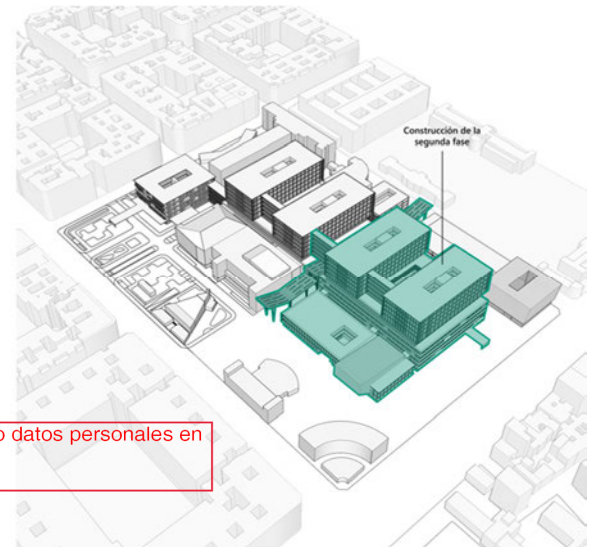 Construcción de la
segunda fase
datos personales en